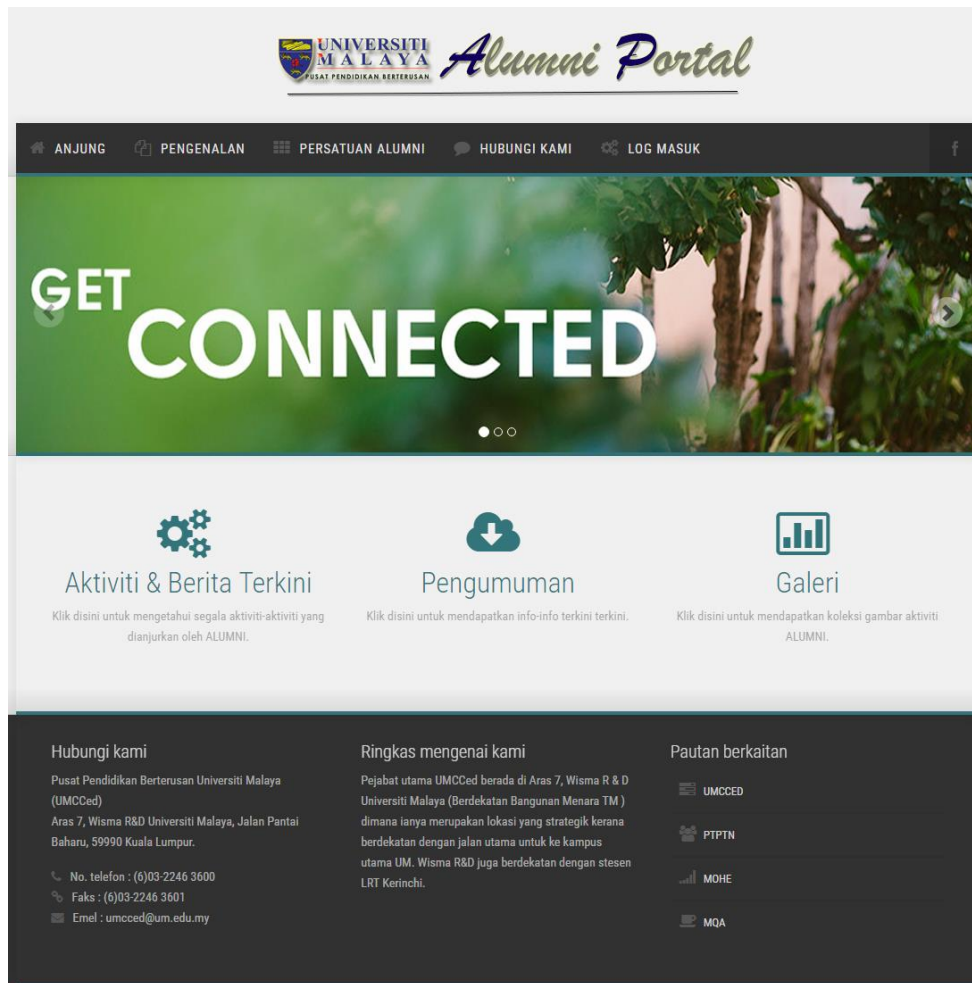 UNIVERSITI
MALAYA
PUSAT PENDIDIKAN BERTERUSAN
Alumni Portal
ANJUNG PENGENALAN PERSATUAN ALUMNI HUBUNGI KAMI LOG MASUK
GET
CONNECTED
Aktiviti & Berita Terkini
Klik disini untuk mengetahui segala aktiviti-aktiviti yang
dianjurkan oleh ALUMNI.
Pengumuman
Klik disini untuk mendapatkan info-info terkini terkini.
Galeri
Klik disini untuk mendapatkan koleksi gambar aktiviti
ALUMNI.
Hubungi kami
Pusat Pendidikan Berterusan Universiti Malaya
(UMCCed)
Aras 7, Wisma R&D Universiti Malaya, Jalan Pantai
Baharu, 59990 Kuala Lumpur.
No. telefon : (6)03-2246 3600
Faks : (6)03-2246 3601
Emel : umcced@um.edu.my
Ringkas mengenai kami
Pejabat utama UMCCed berada di Aras 7, Wisma R & D
Universiti Malaya (Berdekatan Bangunan Menara TM )
dimana ianya merupakan lokasi yang strategik kerana
berdekatan dengan jalan utama untuk ke kampus
utama UM. Wisma R&D juga berdekatan dengan stesen
LRT Kerinchi.
Pautan berkaitan
UMCCED
PTPTN
MOHE
MQA